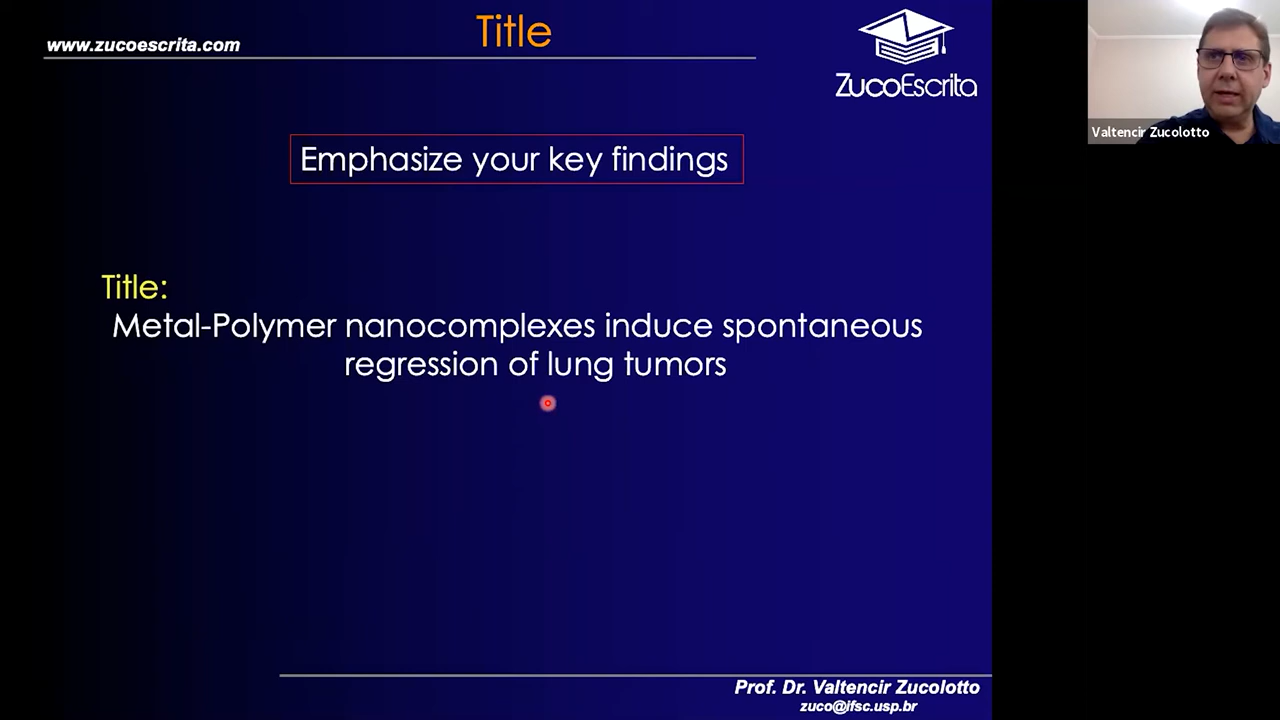 www.zucoescrita.com
Title
ZucoEscrita
Valtencir Zucolotto
Emphasize your key findings
Title:
Metal-Polymer nanocomplexes induce spontaneous
regression of lung tumors
Prof. Dr. Valtencir Zucolotto
zuco@ifsc.usp.br